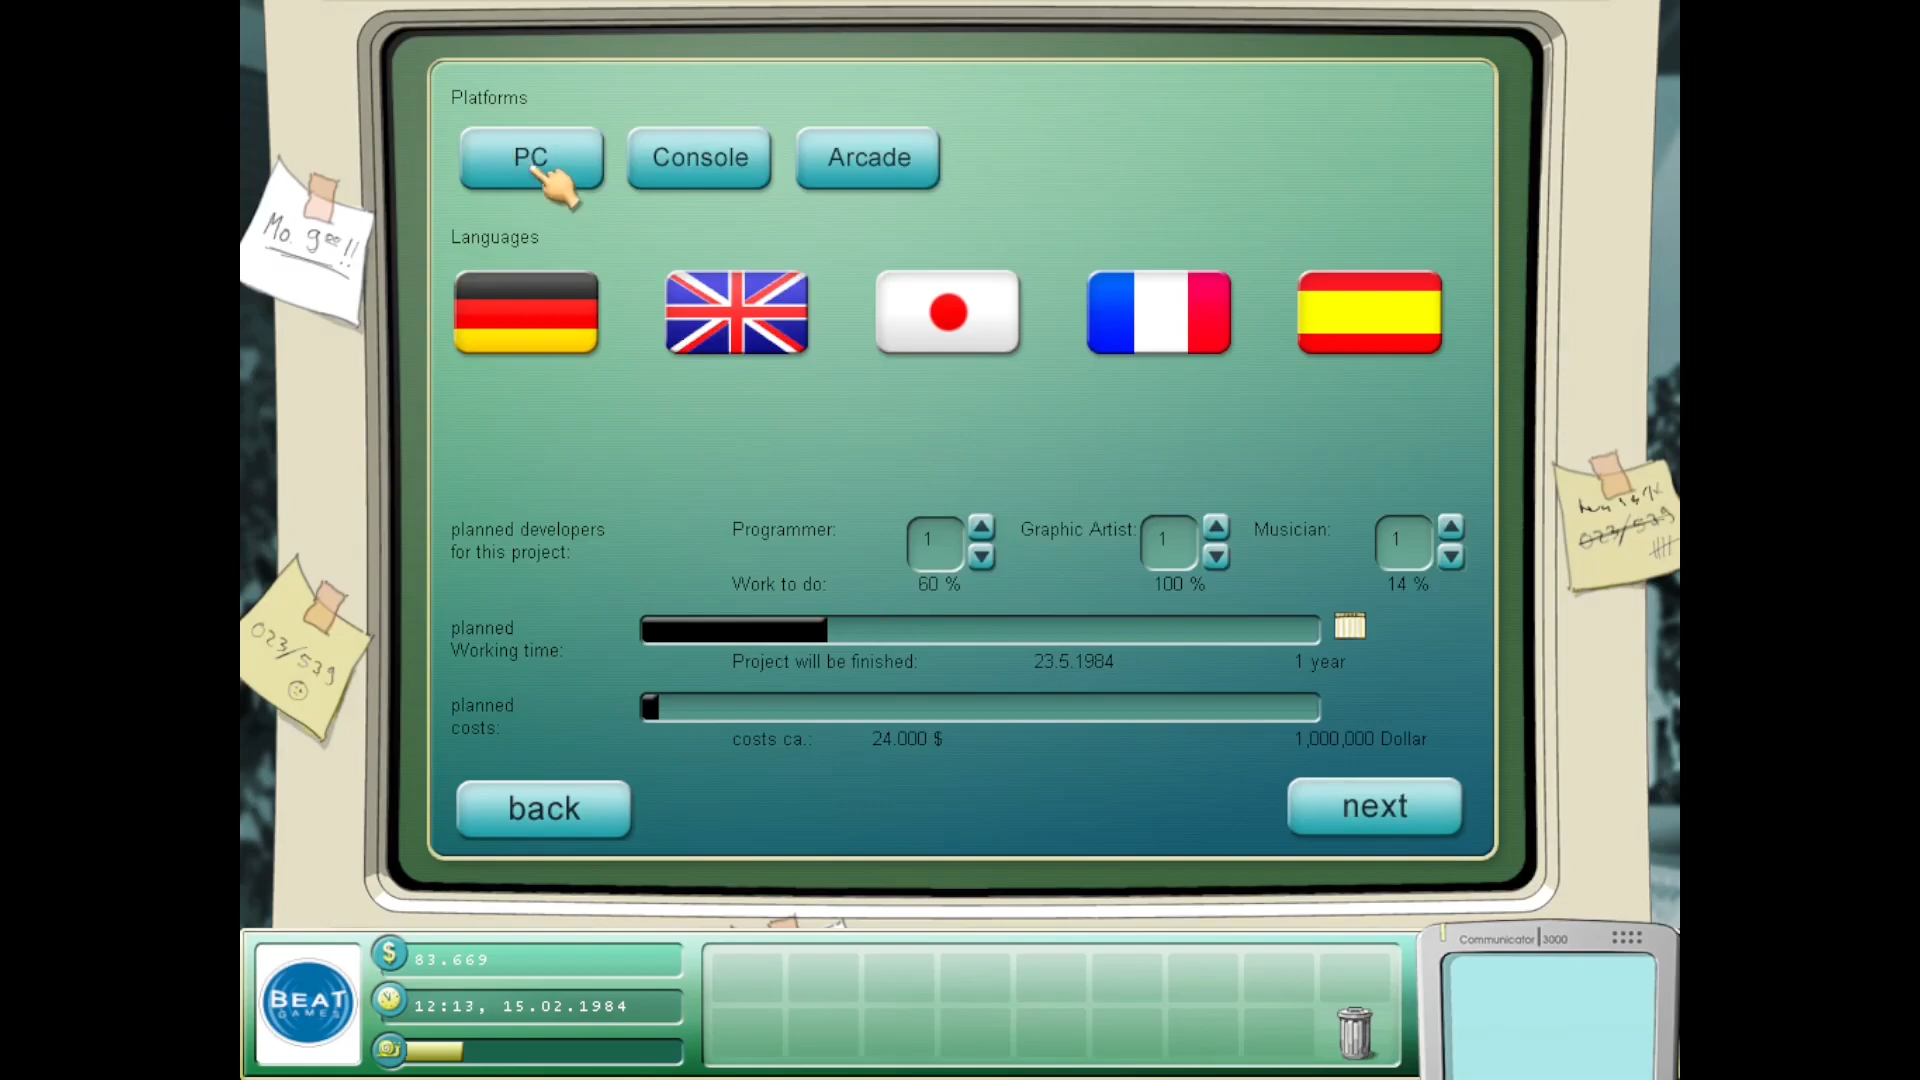 Platforms
PC
Console
Arcade
Languages
Mo. 9ºº!!
planned developers
for this project:
Programmer:
1
Graphic Artist:
1
Musician:
1
Work to do:
60 %
100 %
14 %
023/539
023/539
planned
Working time:
Project will be finished:
23.5.1984
1 year
planned
costs:
costs ca.:
24.000 $
1,000,000 Dollar
back
next
Communicator 3000
BEAT
GAMES
$
83.669
12:13, 15.02.1984